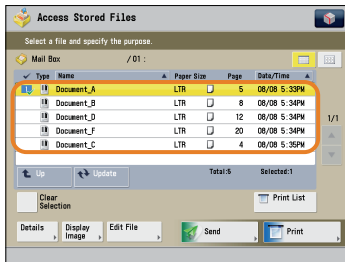 Access Stored Files
Select a file and specify the purpose.
Mail Box / 01 :
Type Name Paper Size Page Date/Time
1 Document_A LTR 5 08/08 5:33PM
Document_B LTR 8 08/08 5:34PM
Document_D LTR 12 08/08 5:34PM
Document_F LTR 20 08/08 5:34PM
Document_C LTR 4 08/08 5:35PM
1/1
Up Update Total:5 Selected:1
Clear Selection Print List
Details Display Image Edit File Send Print